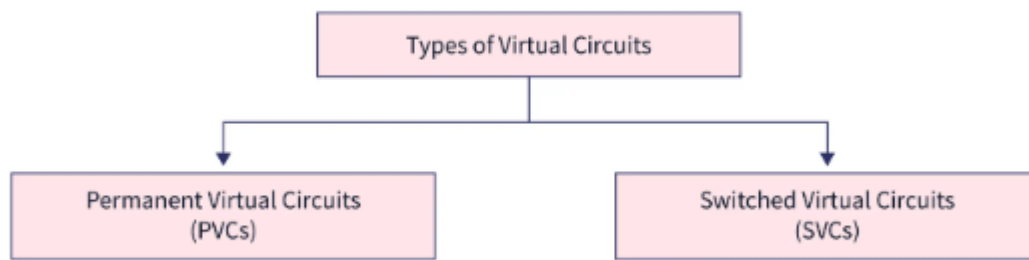 Types of Virtual Circuits
Permanent Virtual Circuits
(PVCs)
Switched Virtual Circuits
(SVCs)